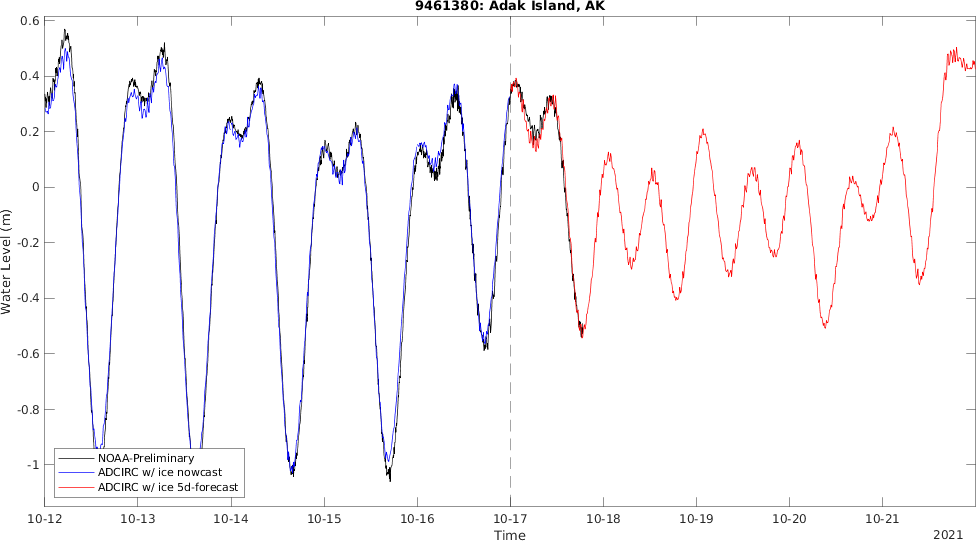 9461380: Adak Island, AK
0.6
0.4
0.2
0
-0.2
-0.4
-0.6
-0.8
-1
Water Level (m)
NOAA-Preliminary
ADCIRC w/ ice nowcast
ADCIRC w/ ice 5d-forecast
10-12 10-13 10-14 10-15 10-16 10-17 10-18 10-19 10-20 10-21
Time
2021